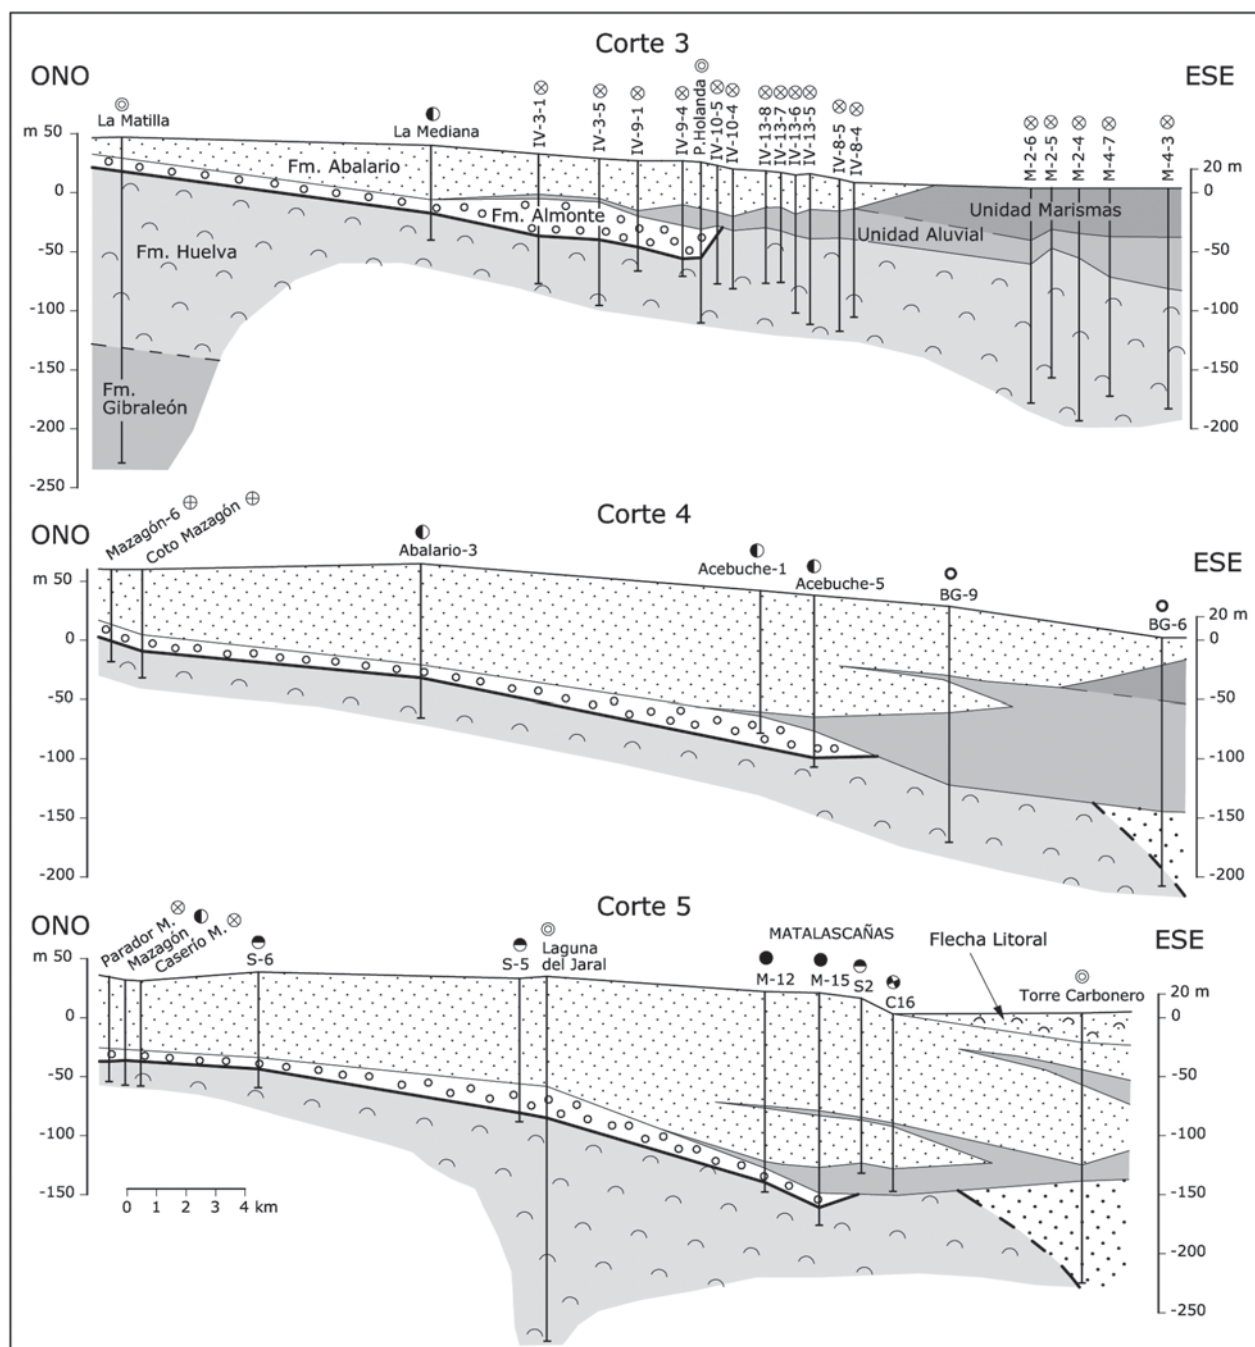 Corte 3
ONO
ESE
La Matilla
La Mediana
IV-3-1
IV-3-5
IV-9-1
IV-9-4
P.Holanda
IV-10-5
IV-10-4
IV-13-8
IV-13-7
IV-13-6
IV-13-5
IV-8-5
IV-8-4
M-2-6
M-2-5
M-2-4
M-4-7
M-4-3
m 50
0
-50
-100
-150
-200
-250
20 m
0
-50
-100
-150
-200
Fm. Abalario
Fm. Almonte
Fm. Huelva
Fm.
Gibraleón
Unidad Marismas
Unidad Aluvial
Corte 4
ONO
ESE
Mazagón-6
Coto Mazagón
Abalario-3
Acebuche-1
Acebuche-5
BG-9
BG-6
m 50
0
-50
-100
-150
-200
20 m
0
-50
-100
-150
-200
Corte 5
ONO
ESE
Parador M.
Mazagón
Caserío M.
S-6
S-5
Laguna
del Jaral
MATALASCAÑAS
M-12
M-15
S2
C16
Flecha Litoral
Torre Carbonero
m 50
0
-50
-100
-150
20 m
0
-50
-100
-150
-200
-250
0 1 2 3 4 km